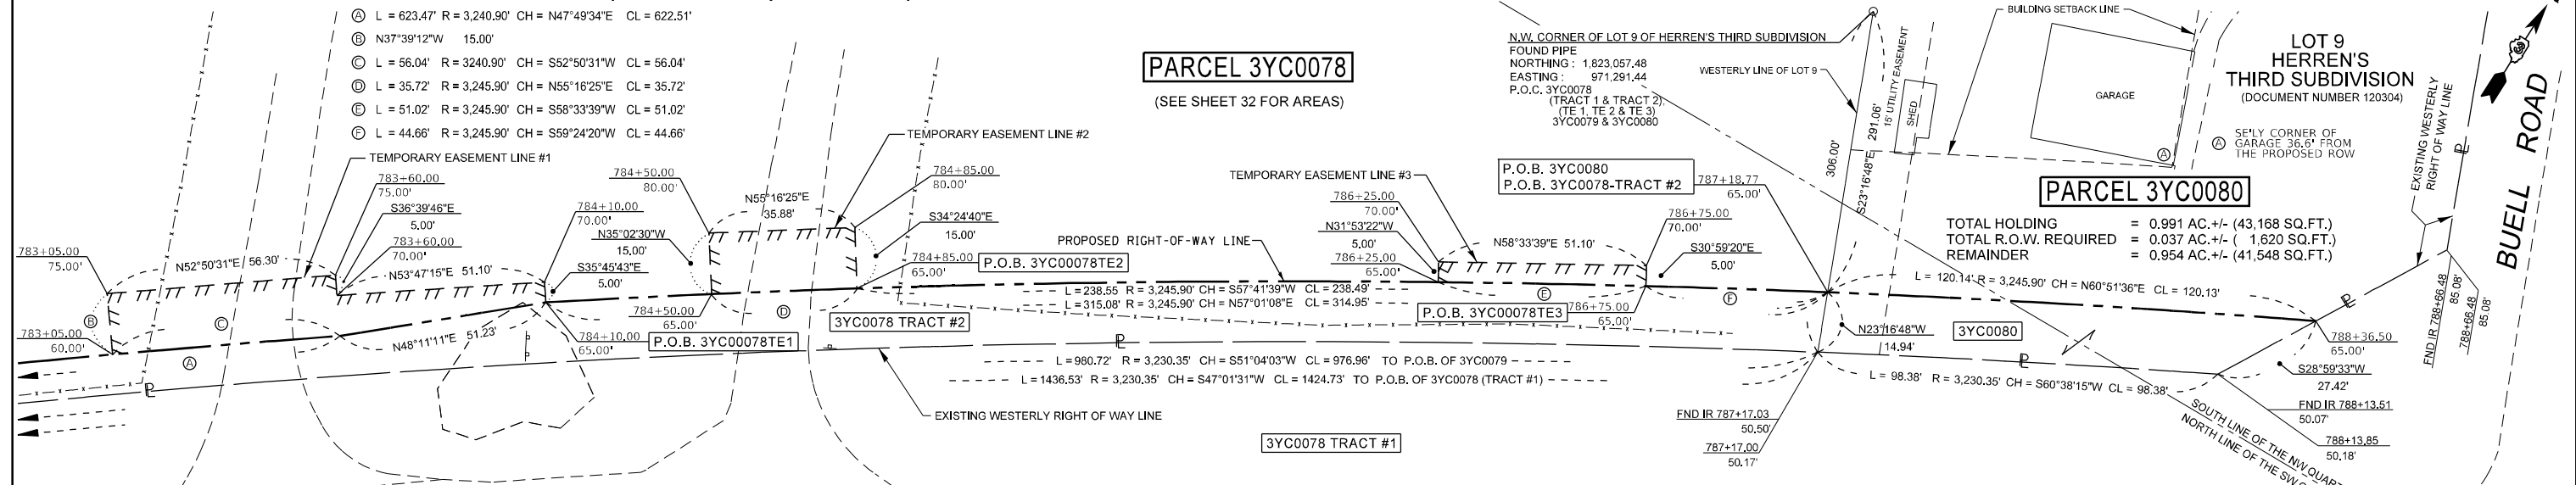 Ⓐ L = 623.47' R = 3,240.90' CH = N47°49'34"E CL = 622.51'
Ⓑ N37°39'12"W 15.00'
Ⓒ L = 56.04' R = 3240.90' CH = S52°50'31"W CL = 56.04'
Ⓓ L = 35.72' R = 3,245.90' CH = N55°16'25"E CL = 35.72'
Ⓔ L = 51.02' R = 3,245.90' CH = S58°33'39"W CL = 51.02'
Ⓕ L = 44.66' R = 3,245.90' CH = S59°24'20"W CL = 44.66'
PARCEL 3YC0078
(SEE SHEET 32 FOR AREAS)
N.W. CORNER OF LOT 9 OF HERREN'S THIRD SUBDIVISION
FOUND PIPE
NORTHING : 1,823,057.48
EASTING : 971,291.44
P.O.C. 3YC0078
(TRACT 1 & TRACT 2),
(TE 1, TE 2 & TE 3)
3YC0079 & 3YC0080
WESTERLY LINE OF LOT 9
306.00'
S23°16'48"E 291.06'
15' UTILITY EASEMENT
SHED
BUILDING SETBACK LINE
GARAGE
Ⓐ
LOT 9
HERREN'S
THIRD SUBDIVISION
(DOCUMENT NUMBER 120304)
Ⓐ SE'LY CORNER OF
GARAGE 36.6' FROM
THE PROPOSED ROW
EXISTING WESTERLY
RIGHT OF WAY LINE
BUELL ROAD
PARCEL 3YC0080
TOTAL HOLDING = 0.991 AC.+/- (43,168 SQ.FT.)
TOTAL R.O.W. REQUIRED = 0.037 AC.+/- ( 1,620 SQ.FT.)
REMAINDER = 0.954 AC.+/- (41,548 SQ.FT.)
TEMPORARY EASEMENT LINE #1
783+60.00
75.00'
S36°39'46"E
5.00'
783+60.00
70.00'
783+05.00
75.00'
N52°50'31"E 56.30'
N53°47'15"E 51.10'
783+05.00
60.00'
Ⓑ
Ⓒ
Ⓐ
N48°11'11"E 51.23'
784+10.00
70.00'
S35°45'43"E
5.00'
784+10.00
65.00'
P.O.B. 3YC00078TE1
784+50.00
80.00'
N35°02'30"W
15.00'
784+50.00
65.00'
N55°16'25"E
35.88'
TEMPORARY EASEMENT LINE #2
784+85.00
80.00'
S34°24'40"E
15.00'
784+85.00
65.00'
P.O.B. 3YC00078TE2
Ⓓ
3YC0078 TRACT #2
PROPOSED RIGHT-OF-WAY LINE
L=238.55 R = 3,245.90' CH = S57°41'39"W CL = 238.49'
L=315.08' R = 3,245.90' CH = N57°01'08"E CL = 314.95'
TEMPORARY EASEMENT LINE #3
786+25.00
70.00'
N31°53'22"W
5.00'
786+25.00
65.00'
N58°33'39"E 51.10'
P.O.B. 3YC0080
P.O.B. 3YC0078-TRACT #2
787+18.77
65.00'
786+75.00
70.00'
S30°59'20"E
5.00'
P.O.B. 3YC00078TE3
786+75.00
65.00'
Ⓔ
Ⓕ
L = 120.14' R = 3,245.90' CH = N60°51'36"E CL = 120.13'
N23°16'48"W
14.94'
3YC0080
L=980.72' R = 3,230.35' CH = S51°04'03"W CL = 976.96' TO P.O.B. OF 3YC0079
L = 1436.53' R = 3,230.35' CH = S47°01'31"W CL = 1424.73' TO P.O.B. OF 3YC0078 (TRACT #1)
L = 98.38' R = 3,230.35' CH = S60°38'15"W CL = 98.38'
EXISTING WESTERLY RIGHT OF WAY LINE
3YC0078 TRACT #1
FND IR 787+17.03
50.50'
787+17.00
50.17'
FND IR 788+66.48
85.08'
788+66.48
85.08'
788+36.50
65.00'
S28°59'33"W
27.42'
FND IR 788+13.51
50.07'
788+13.85
50.18'
SOUTH LINE OF THE NW QUAR
NORTH LINE OF THE SW